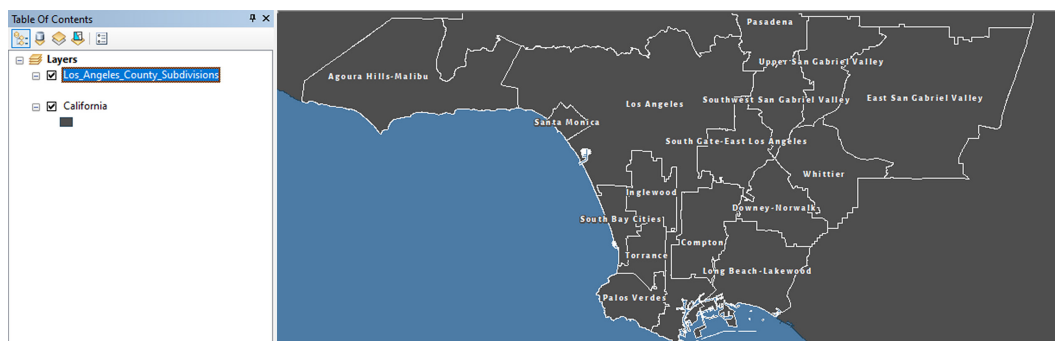 Table Of Contents
Layers
Los_Angeles_County_Subdivisions
California
Pasadena
Upper San Gabriel Valley
Agoura Hills-Malibu
Los Angeles
Southwest San Gabriel Valley
East San Gabriel Valley
Santa Monica
South Gate-East Los Angeles
Whittier
Inglewood
Downey-Norwalk
South Bay Cities
Compton
Torrance
Long Beach-Lakewood
Palos Verdes